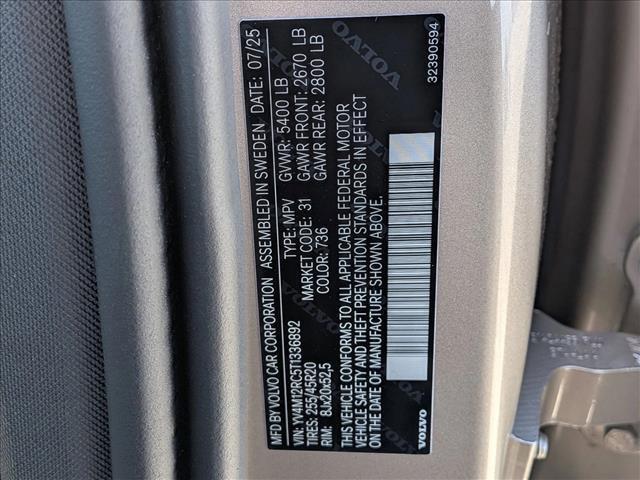 MFD BY VOLVO CAR CORPORATION ASSEMBLED IN SWEDEN DATE: 07/25
VIN: YV4M12RC5T1336892 TYPE: MPV GVWR: 5400 LB
TIRES: 255/45R20 MARKET CODE: 31 GAWR FRONT: 2670 LB
RIM: 8Jx20x52,5 COLOR: 736 GAWR REAR: 2800 LB
THIS VEHICLE CONFORMS TO ALL APPLICABLE FEDERAL MOTOR
VEHICLE SAFETY AND THEFT PREVENTION STANDARDS IN EFFECT
ON THE DATE OF MANUFACTURE SHOWN ABOVE.
VOLVO
32390594